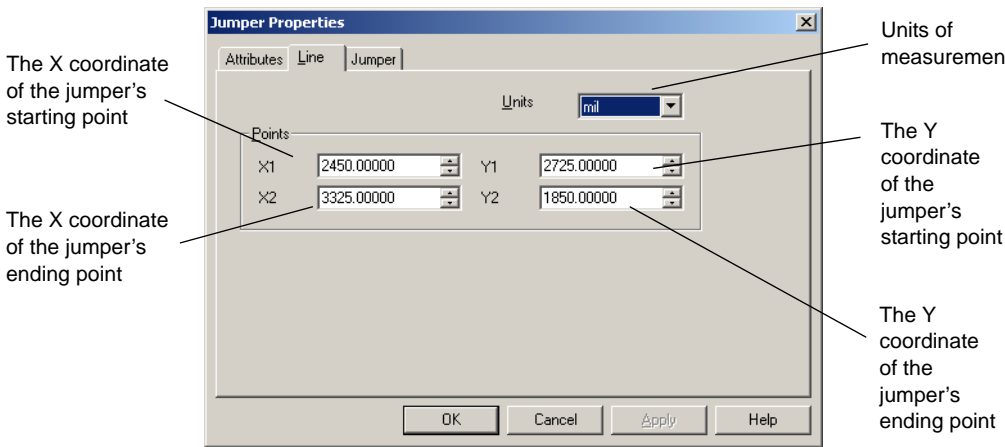 Jumper Properties
Attributes Line Jumper
Units mil
Points
X1 2450.00000 Y1 2725.00000
X2 3325.00000 Y2 1850.00000
OK Cancel Apply Help
The X coordinate
of the jumper’s
starting point
The X coordinate
of the jumper’s
ending point
Units of
measuremen
The Y
coordinate
of the
jumper’s
starting point
The Y
coordinate
of the
jumper’s
ending point